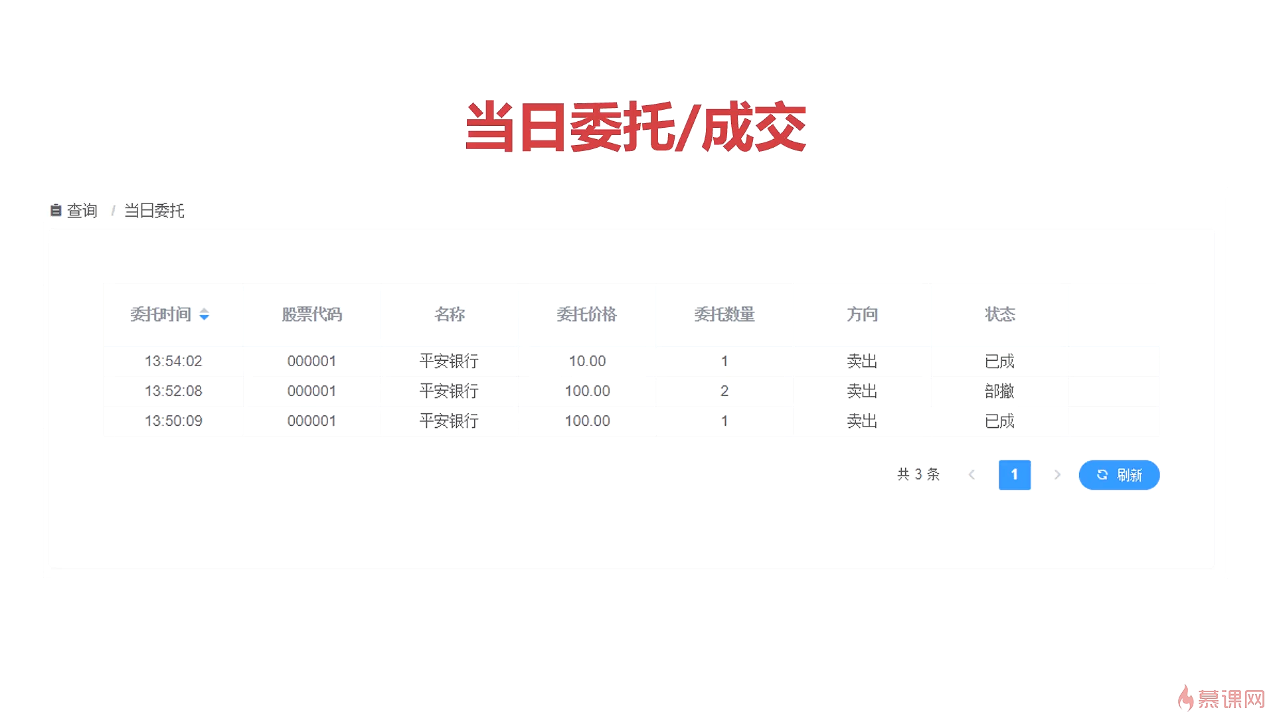 当日委托/成交
查询 / 当日委托
委托时间 股票代码 名称 委托价格 委托数量 方向 状态
13:54:02 000001 平安银行 10.00 1 卖出 已成
13:52:08 000001 平安银行 100.00 2 卖出 部撤
13:50:09 000001 平安银行 100.00 1 卖出 已成
共 3 条 1 刷新
慕课网